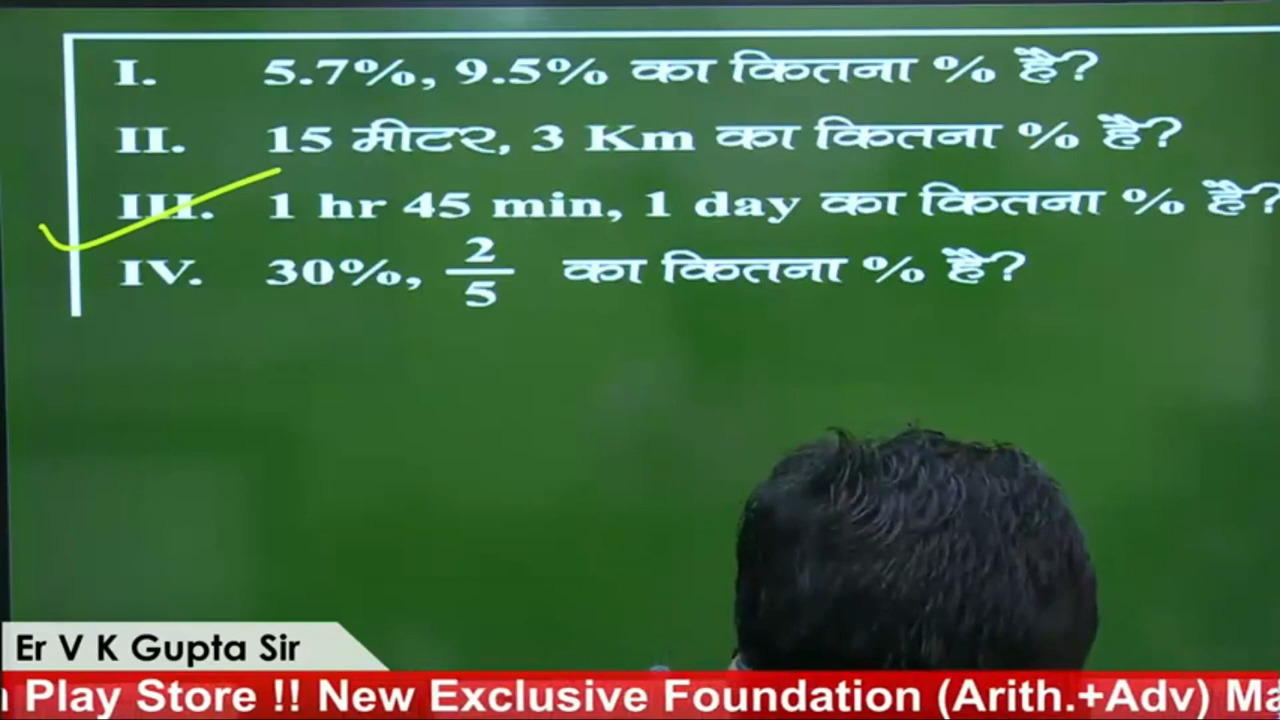 I. 5.7%, 9.5% का कितना % है?
II. 15 मीटर, 3 Km का कितना % है?
III. 1 hr 45 min, 1 day का कितना % है?
IV. 30%, 2/5 का कितना % है?
Er V K Gupta Sir
Play Store !! New Exclusive Foundation (Arith.+Adv)